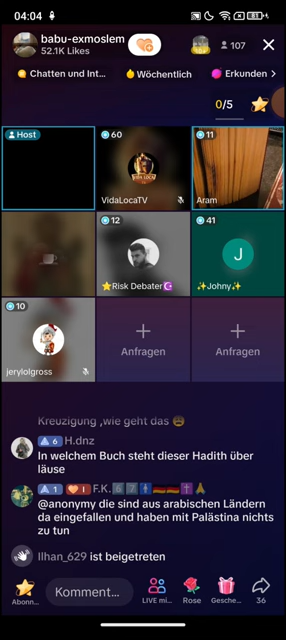 04:04
babu-exmoslem
52.1K Likes
107
Chatten und Int...
Wöchentlich
Erkunden >
0/5
Host
60
VidaLocaTV
11
Aram
12
Risk Debater
41
J
Johny
10
jerylolgross
Anfragen
Anfragen
Kreuzigung ,wie geht das
6 H.dnz
In welchem Buch steht dieser Hadith über
läuse
1 I F.K. 6 7
@anonymy die sind aus arabischen Ländern
da eingefallen und haben mit Palästina nichts
zu tun
Ilhan_629 ist beigetreten
Abonn...
Komment...
LIVE mi...
Rose
Gesche...
36